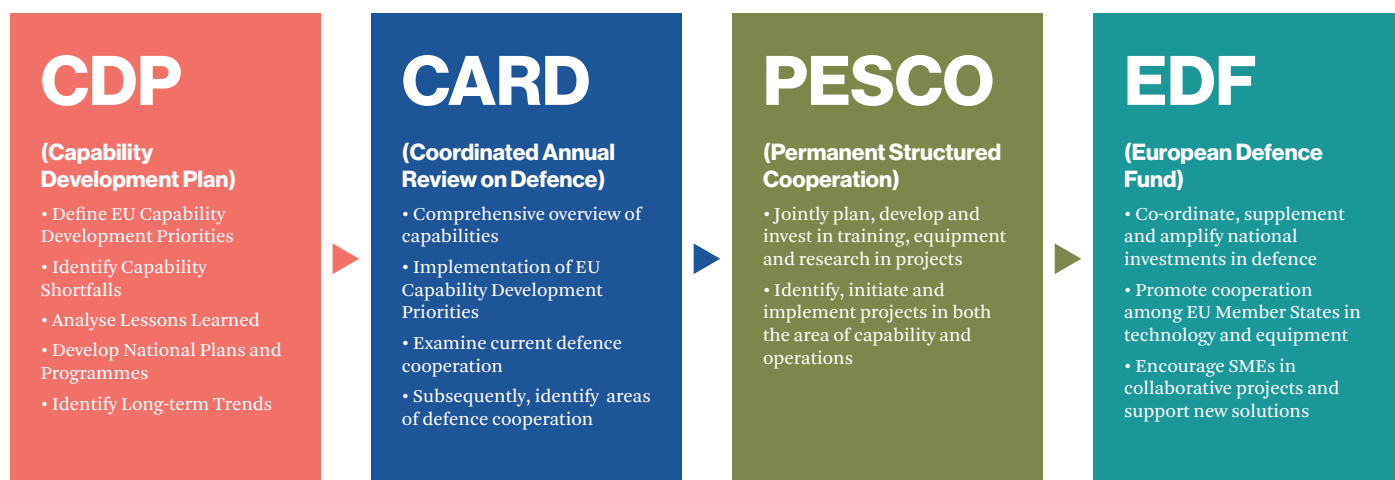 CDP
(Capability
Development Plan)
• Define EU Capability
Development Priorities
• Identify Capability
Shortfalls
• Analyse Lessons Learned
• Develop National Plans and
Programmes
• Identify Long-term Trends
CARD
(Coordinated Annual
Review on Defence)
• Comprehensive overview of
capabilities
• Implementation of EU
Capability Development
Priorities
• Examine current defence
cooperation
• Subsequently, identify areas
of defence cooperation
PESCO
(Permanent Structured
Cooperation)
• Jointly plan, develop and
invest in training, equipment
and research in projects
• Identify, initiate and
implement projects in both
the area of capability and
operations
EDF
(European Defence
Fund)
• Co-ordinate, supplement
and amplify national
investments in defence
• Promote cooperation
among EU Member States in
technology and equipment
• Encourage SMEs in
collaborative projects and
support new solutions